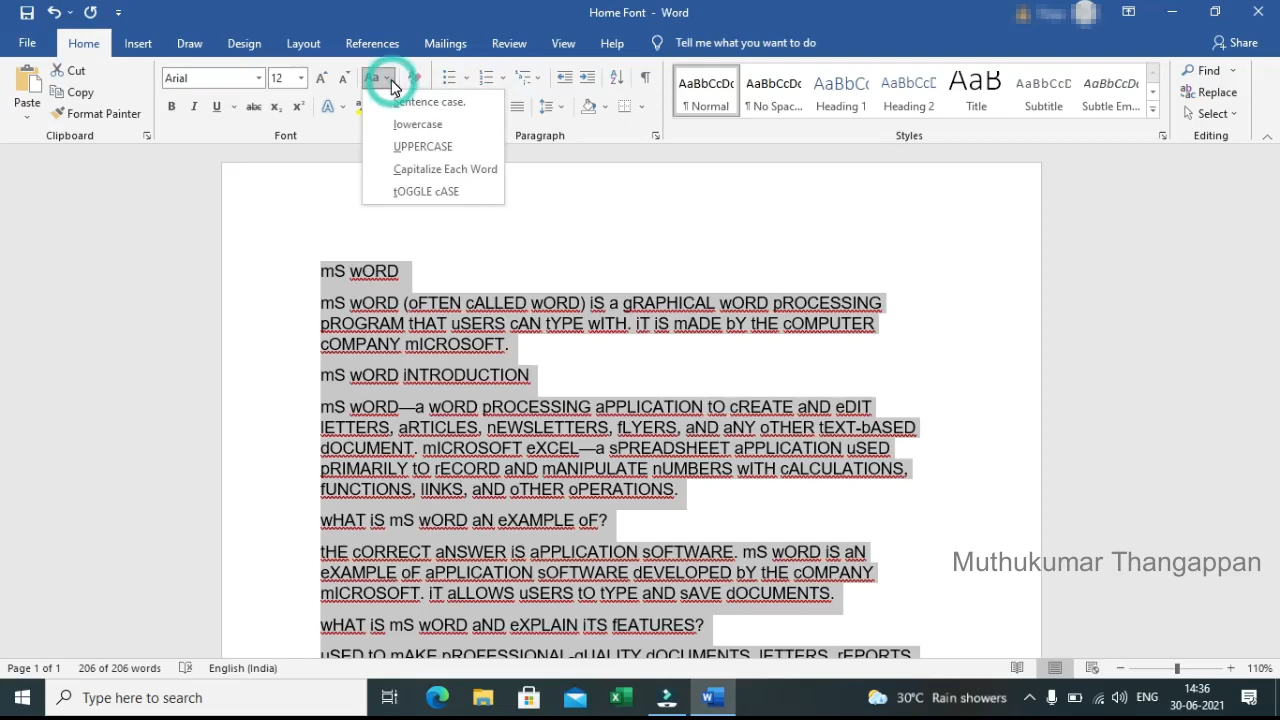 Home Font - Word
File Home Insert Draw Design Layout References Mailings Review View Help Tell me what you want to do Share
Paste
Cut
Copy
Format Painter
Clipboard
Arial 12 Aa
B I U abc x₂ x² A
Font
Paragraph
AaBbCcDc AaBbCcDc AaBbCc AaBbCcD AaB AaBbCcD AaBbCcDc
¶ Normal ¶ No Spac... Heading 1 Heading 2 Title Subtitle Subtle Em...
Styles
Find
Replace
Select
Editing
Sentence case.
lowercase
UPPERCASE
Capitalize Each Word
tOGGLE cASE
mS wORD
mS wORD (oFTEN cALLED wORD) iS a gRAPHICAL wORD pROCESSING
pROGRAM tHAT uSERS cAN tYPE wITH. iT iS mADE bY tHE cOMPUTER
cOMPANY mICROSOFT.
mS wORD iNTRODUCTION
mS wORD—a wORD pROCESSING aPPLICATION tO cREATE aND eDIT
lETTERS, aRTICLES, nEWSLETTERS, fLYERS, aND aNY oTHER tEXT-bASED
dOCUMENT. mICROSOFT eXCEL—a sPREADSHEET aPPLICATION uSED
pRIMARILY tO rECORD aND mANIPULATE nUMBERS wITH cALCULATIONS,
fUNCTIONS, lINKS, aND oTHER oPERATIONS.
wHAT iS mS wORD aN eXAMPLE oF?
tHE cORRECT aNSWER iS aPPLICATION sOFTWARE. mS wORD iS aN
eXAMPLE oF aPPLICATION sOFTWARE dEVELOPED bY tHE cOMPANY
mICROSOFT. iT aLLOWS uSERS tO tYPE aND sAVE dOCUMENTS.
wHAT iS mS wORD aND eXPLAIN iTS fEATURES?
uSED tO mAKE pROFESSIONAL-qUALITY dOCUMENTS, lETTERS, rEPORTS,
Muthukumar Thangappan
Page 1 of 1 206 of 206 words English (India) 110%
Type here to search
30°C Rain showers ENG
14:36
30-06-2021